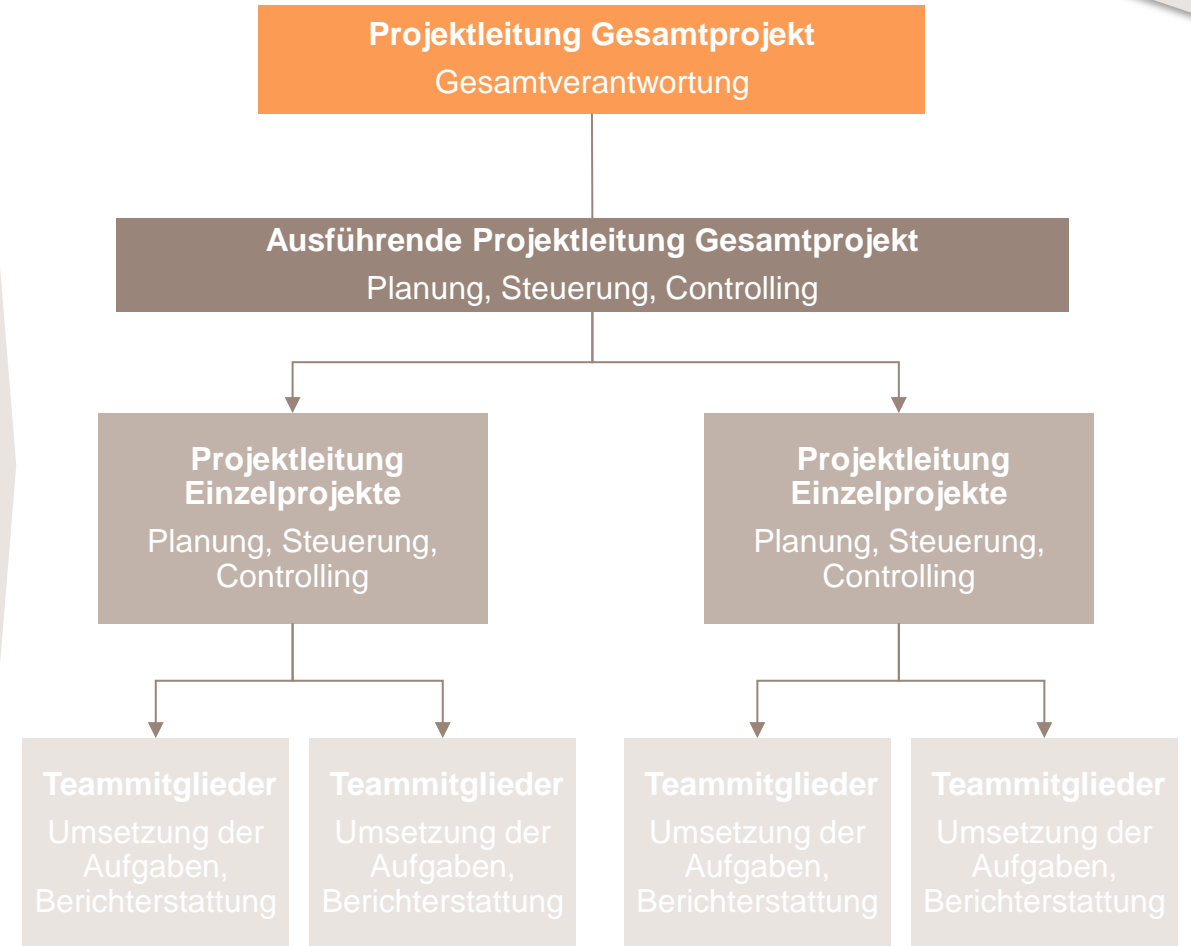 Projektleitung Gesamtprojekt
Gesamtverantwortung
Ausführende Projektleitung Gesamtprojekt
Planung, Steuerung, Controlling
Projektleitung
Einzelprojekte
Planung, Steuerung,
Controlling
Projektleitung
Einzelprojekte
Planung, Steuerung,
Controlling
Teammitglieder
Umsetzung der
Aufgaben,
Berichterstattung
Teammitglieder
Umsetzung der
Aufgaben,
Berichterstattung
Teammitglieder
Umsetzung der
Aufgaben,
Berichterstattung
Teammitglieder
Umsetzung der
Aufgaben,
Berichterstattung